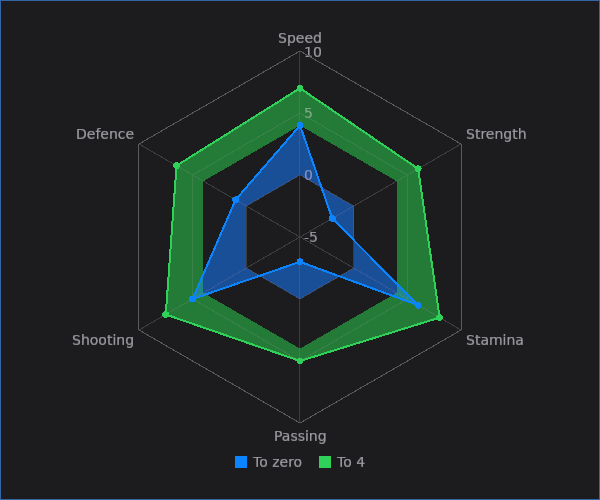 Speed
10
Defence
Strength
5
0
-5
Shooting
Stamina
Passing
To zero
To 4